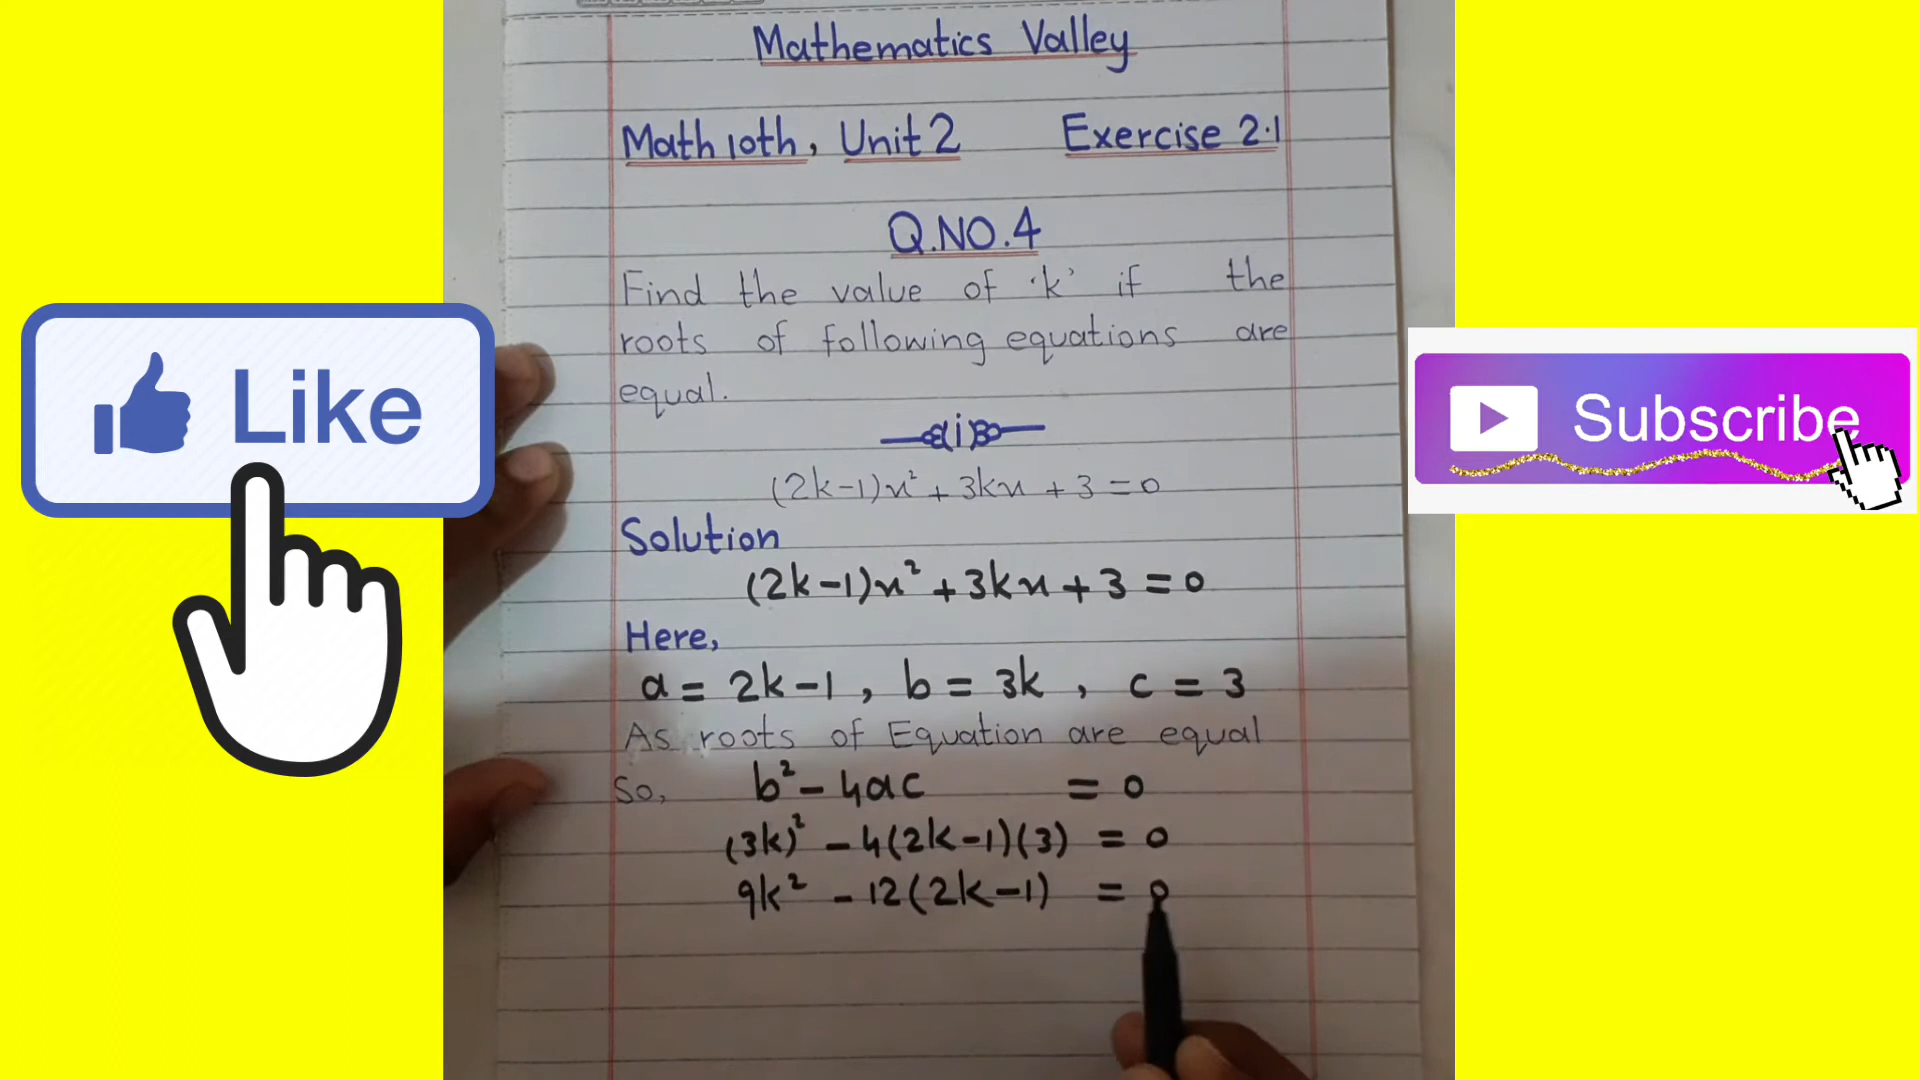 Mathematics Valley
Math 10th, Unit 2 Exercise 2.1
Q.NO.4
Find the value of 'k' if the
roots of following equations are
equal.
(i)
(2k-1)x² + 3kx + 3 = 0
Solution
(2k-1)x² + 3kx + 3 = 0
Here,
a = 2k-1, b = 3k, c = 3
As roots of Equation are equal
So, b² - 4ac = 0
(3k)² - 4(2k-1)(3) = 0
9k² - 12(2k-1) = 0
Like
Subscribe